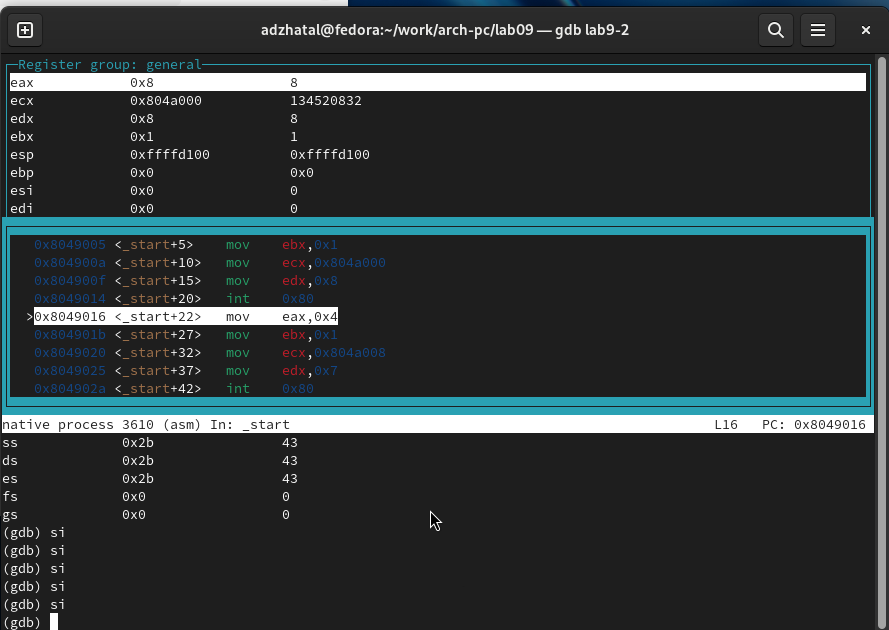 adzhatal@fedora:~/work/arch-pc/lab09 — gdb lab9-2
Register group: general
eax 0x8 8
ecx 0x804a000 134520832
edx 0x8 8
ebx 0x1 1
esp 0xffffd100 0xffffd100
ebp 0x0 0x0
esi 0x0 0
edi 0x0 0
0x8049005 <_start+5> mov ebx,0x1
0x804900a <_start+10> mov ecx,0x804a000
0x804900f <_start+15> mov edx,0x8
0x8049014 <_start+20> int 0x80
>0x8049016 <_start+22> mov eax,0x4
0x804901b <_start+27> mov ebx,0x1
0x8049020 <_start+32> mov ecx,0x804a008
0x8049025 <_start+37> mov edx,0x7
0x804902a <_start+42> int 0x80
native process 3610 (asm) In: _start L16 PC: 0x8049016
ss 0x2b 43
ds 0x2b 43
es 0x2b 43
fs 0x0 0
gs 0x0 0
(gdb) si
(gdb) si
(gdb) si
(gdb) si
(gdb) si
(gdb)